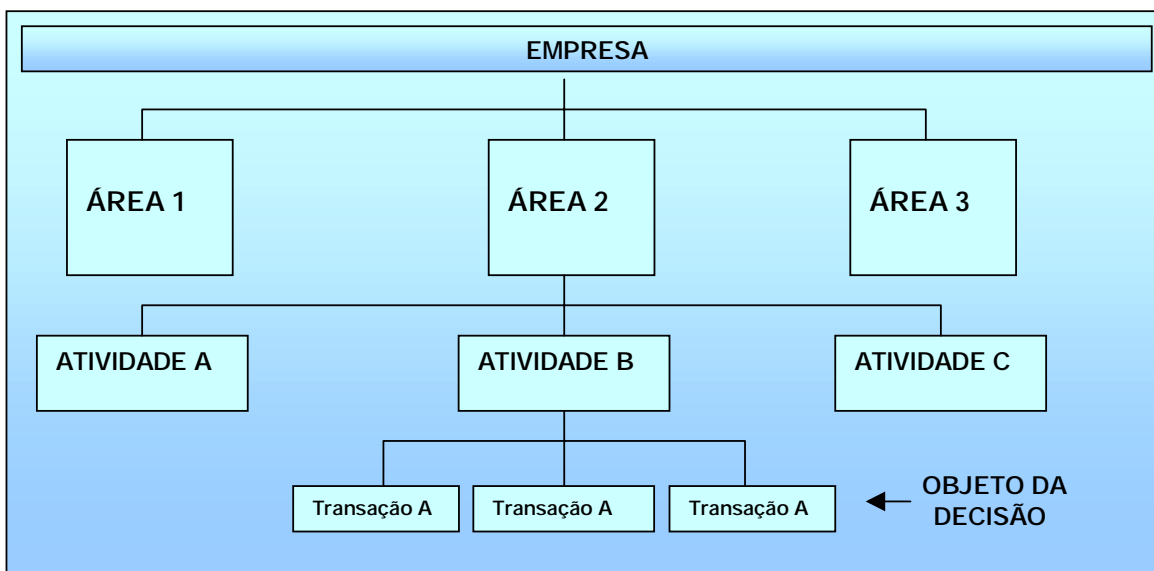 EMPRESA
ÁREA 1
ÁREA 2
ÁREA 3
ATIVIDADE A
ATIVIDADE B
ATIVIDADE C
Transação A
Transação A
Transação A
OBJETO DA
DECISÃO